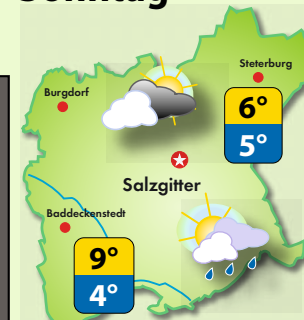 Sonntag
Steterburg
Burgdorf
6°
5°
Salzgitter
Baddeckenstedt
9°
4°